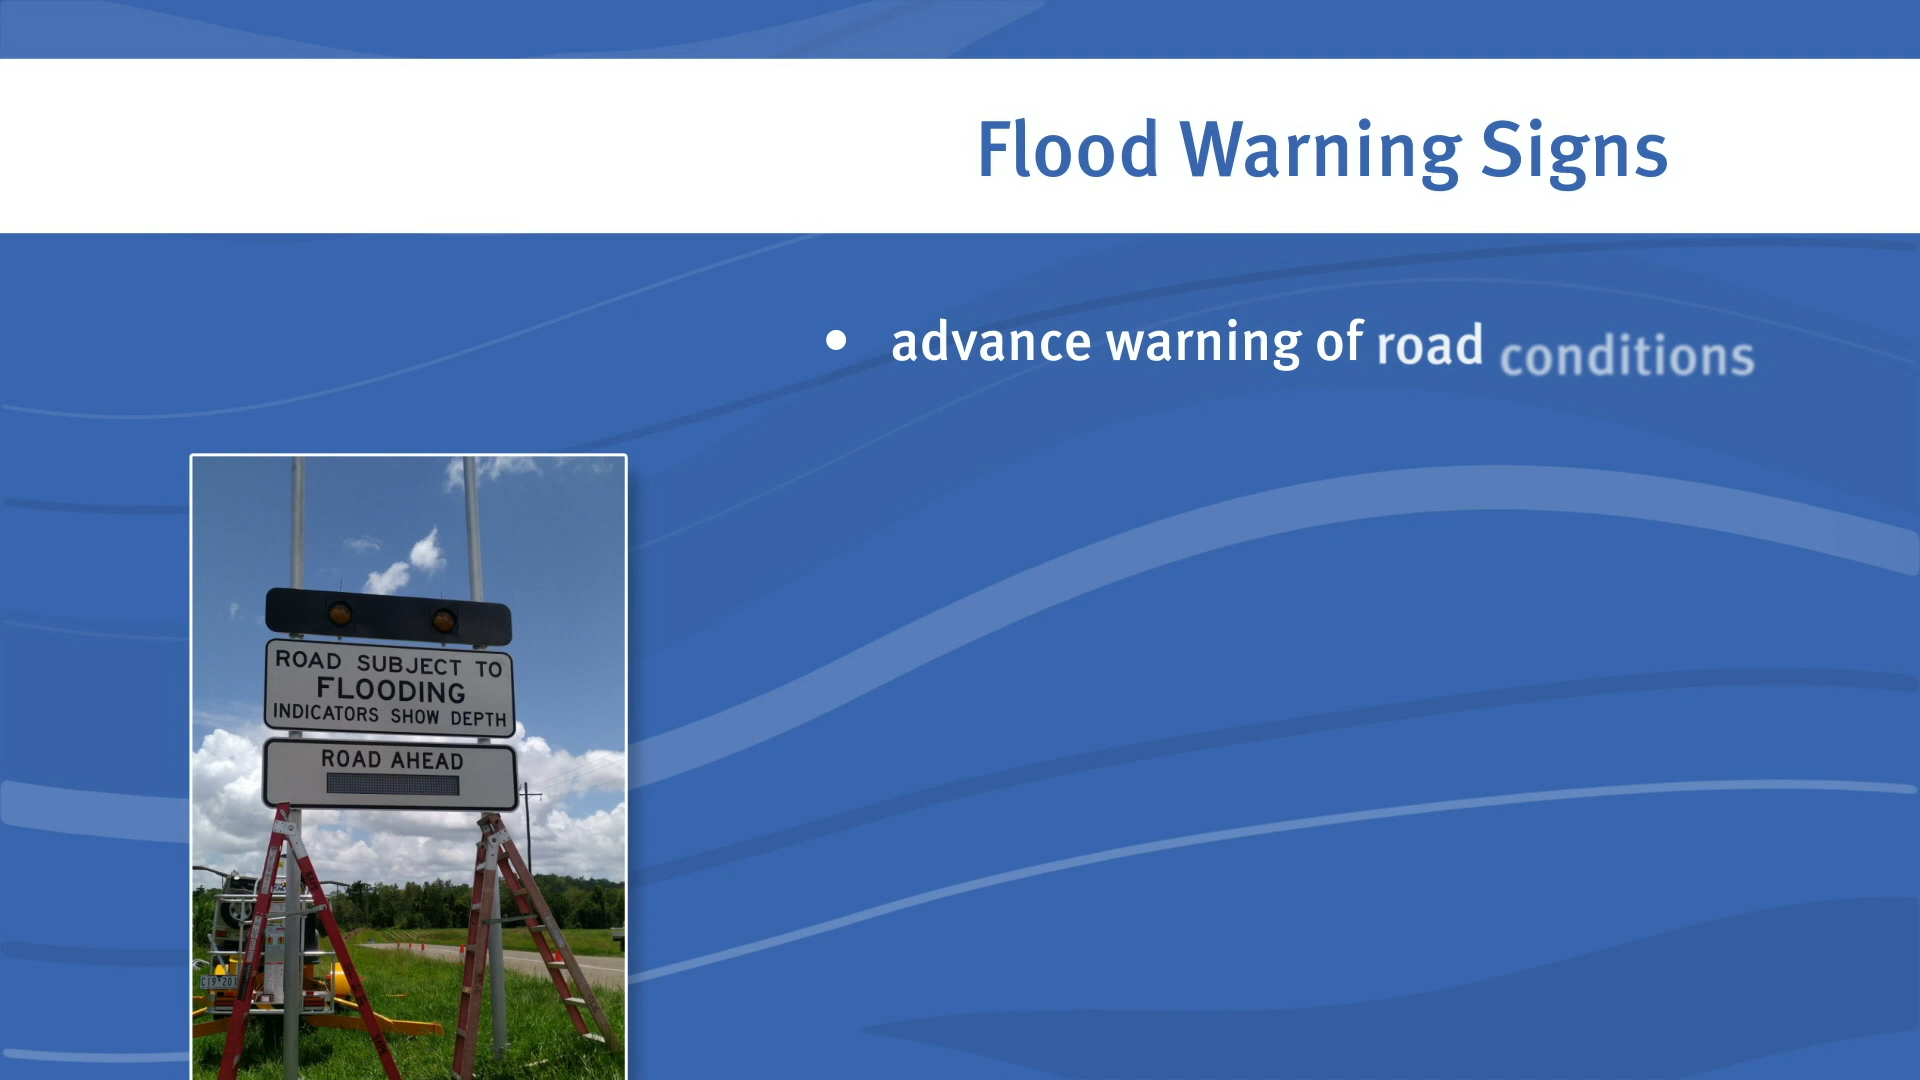 Flood Warning Signs
• advance warning of road conditions
ROAD SUBJECT TO
FLOODING
INDICATORS SHOW DEPTH
ROAD AHEAD